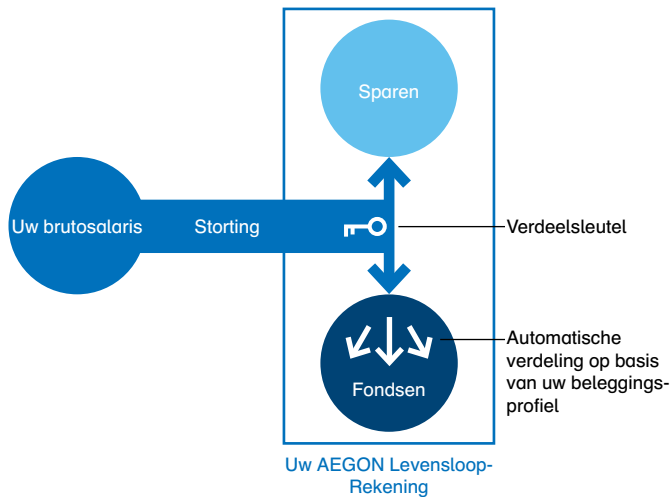 Sparen
Uw brutosalaris
Storting
Verdeelsleutel
Automatische
verdeling op basis
van uw beleggings-
profiel
Fondsen
Uw AEGON Levensloop-
Rekening